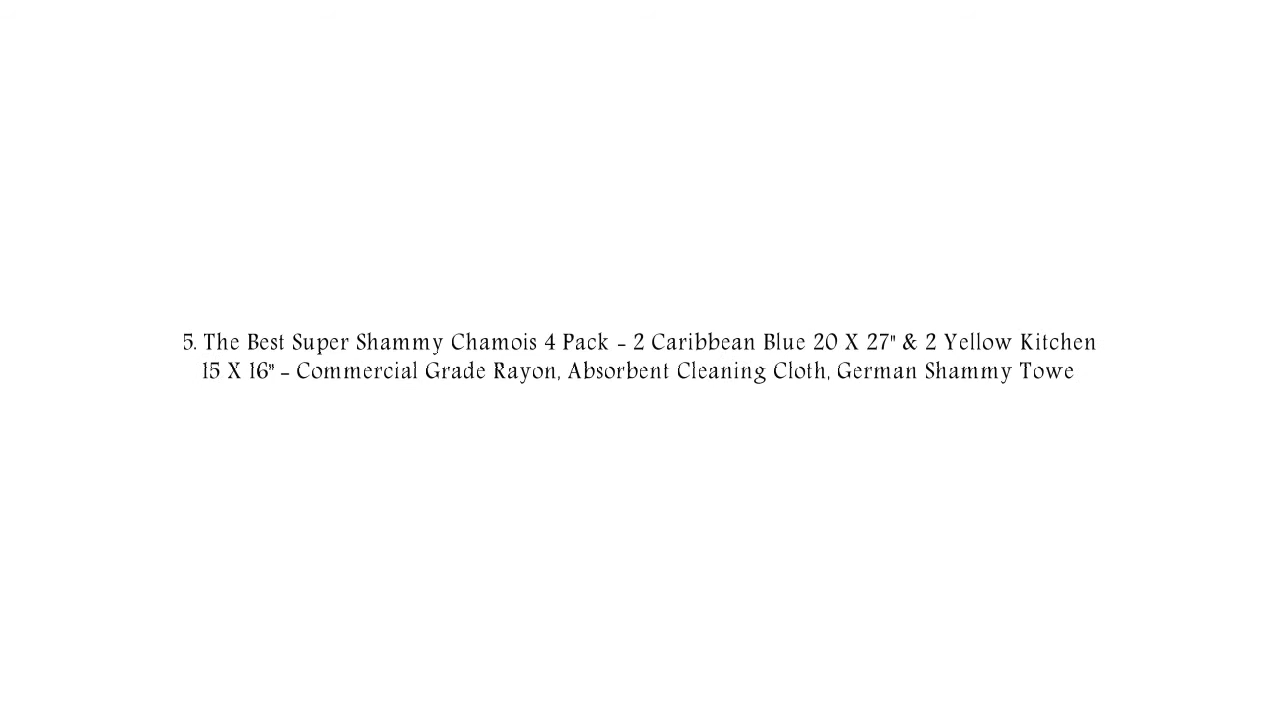 5. The Best Super Shammy Chamois 4 Pack - 2 Caribbean Blue 20 X 27" & 2 Yellow Kitchen
15 X 16" - Commercial Grade Rayon, Absorbent Cleaning Cloth, German Shammy Towe